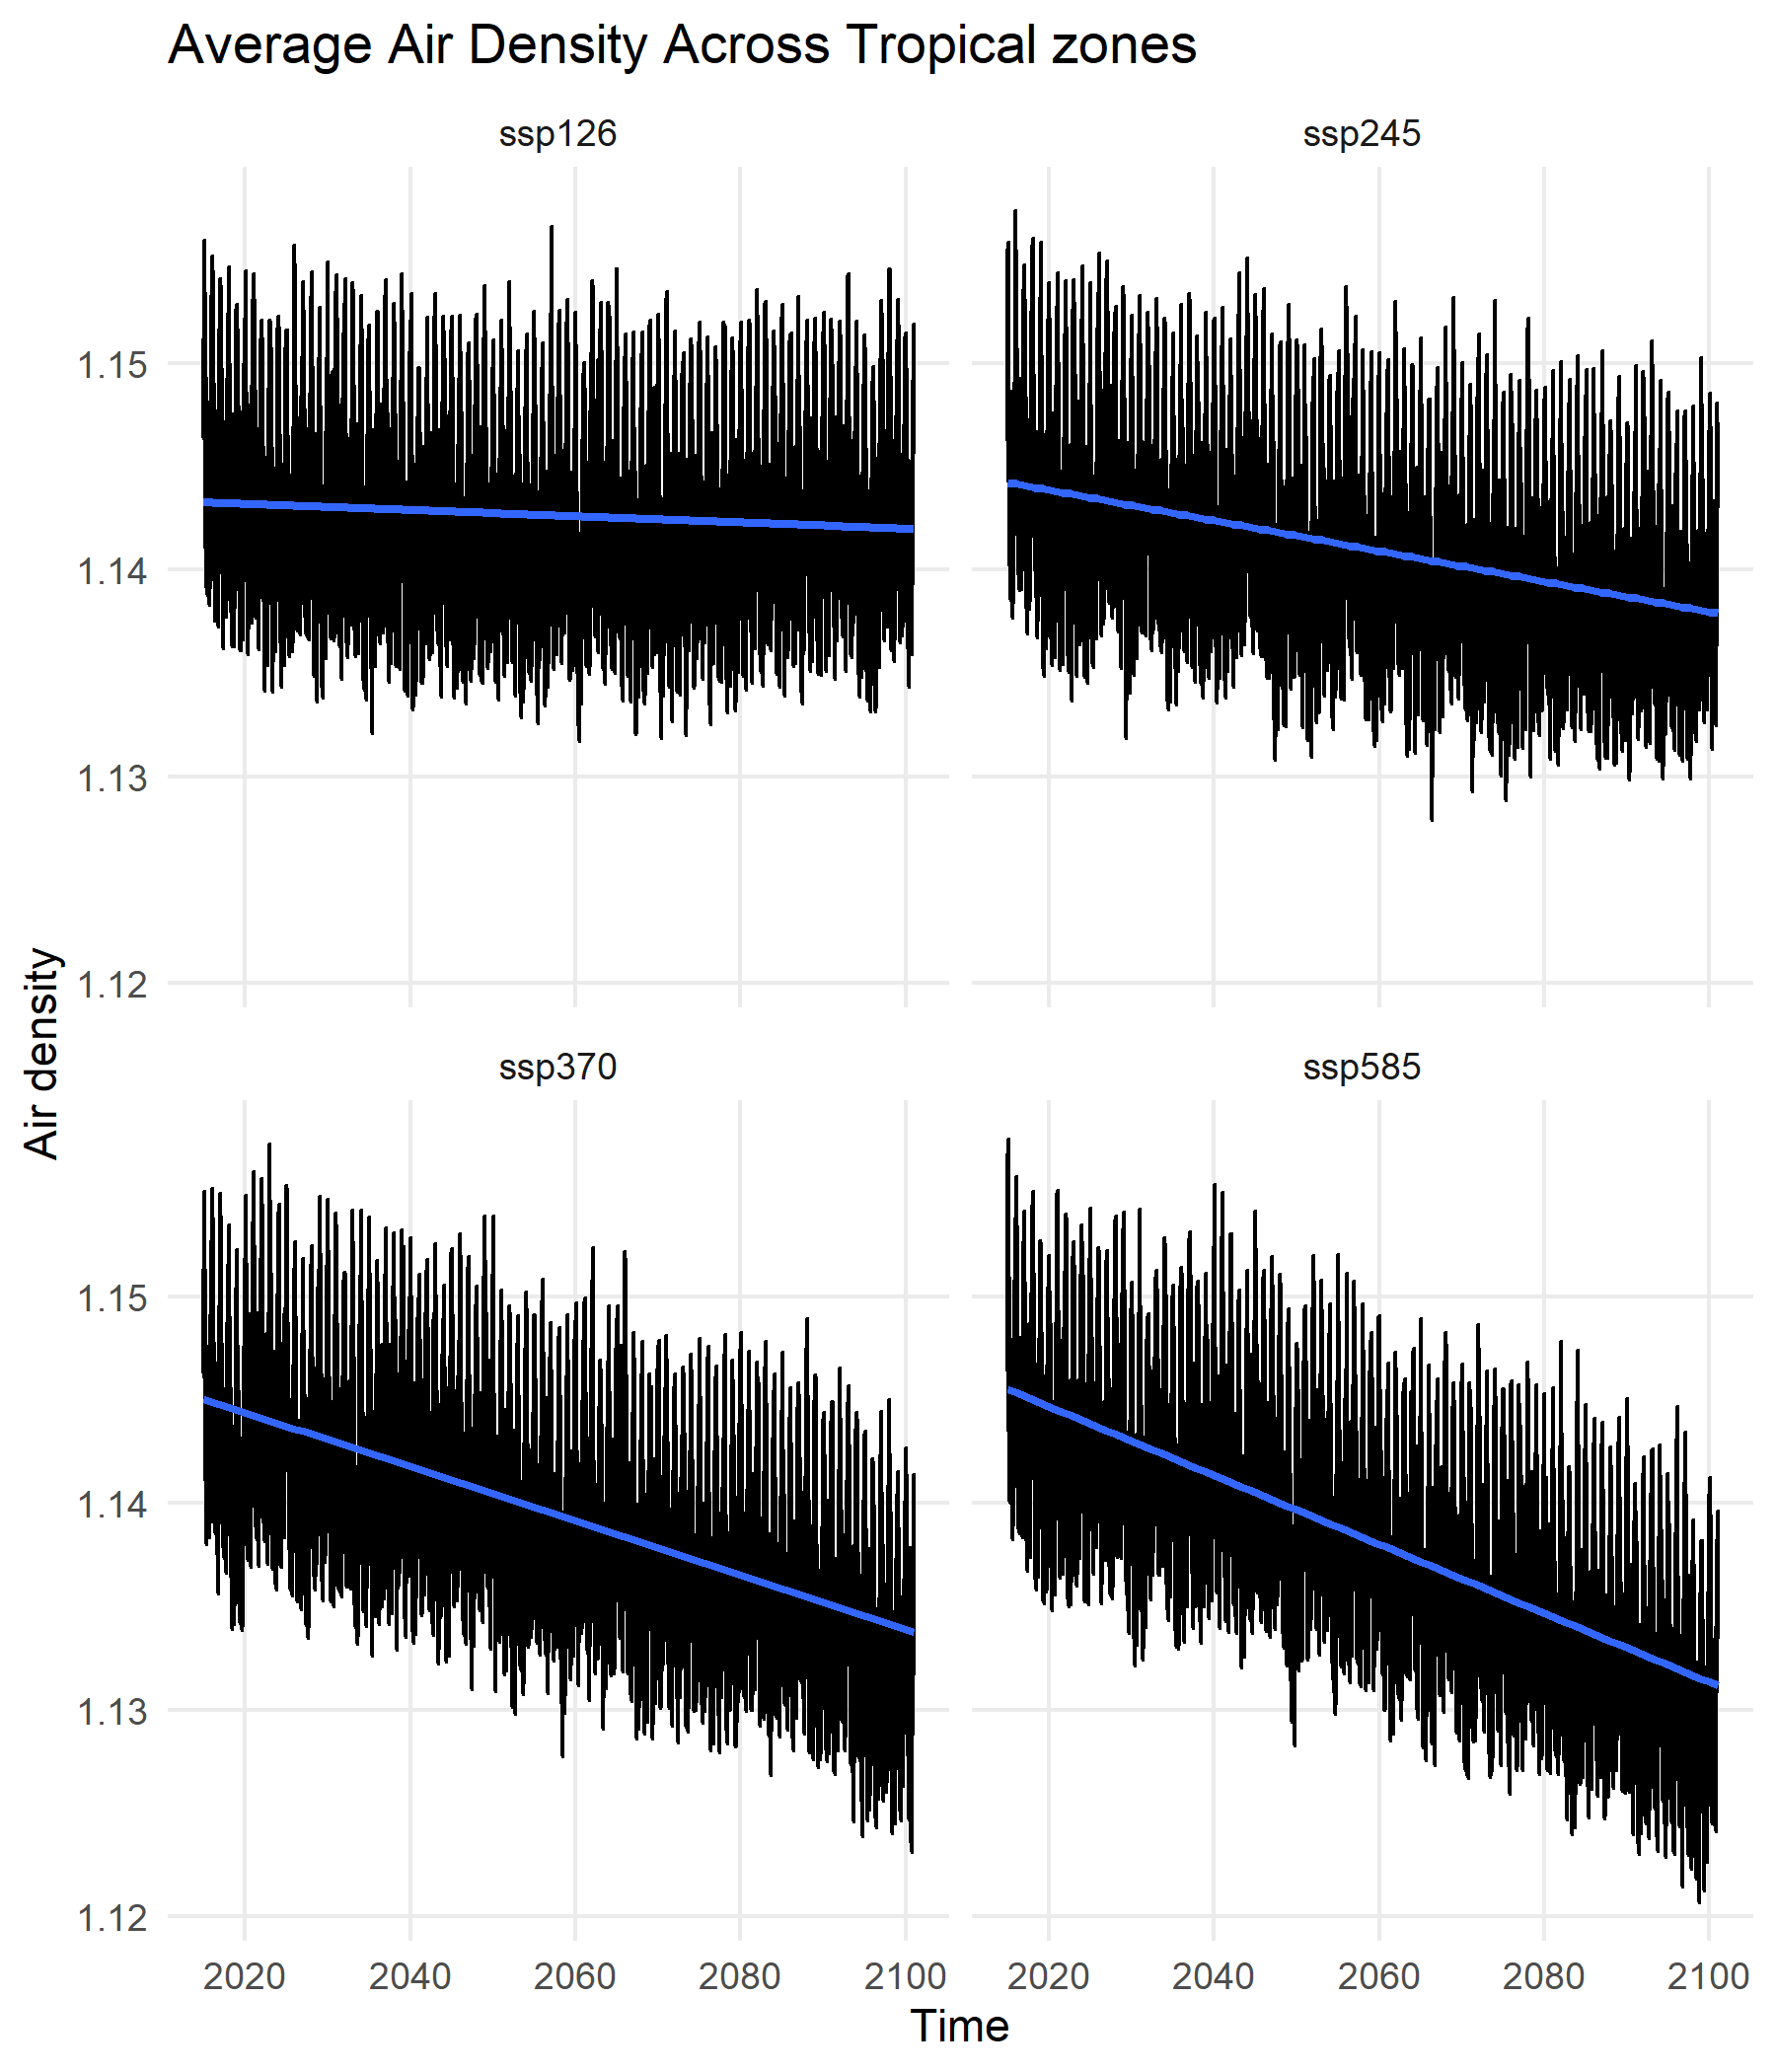 Average Air Density Across Tropical zones
ssp126
ssp245
1.15
1.14
1.13
1.12
Air density
ssp370
ssp585
1.15
1.14
1.13
1.12
2020 2040 2060 2080 2100 2020 2040 2060 2080 2100
Time